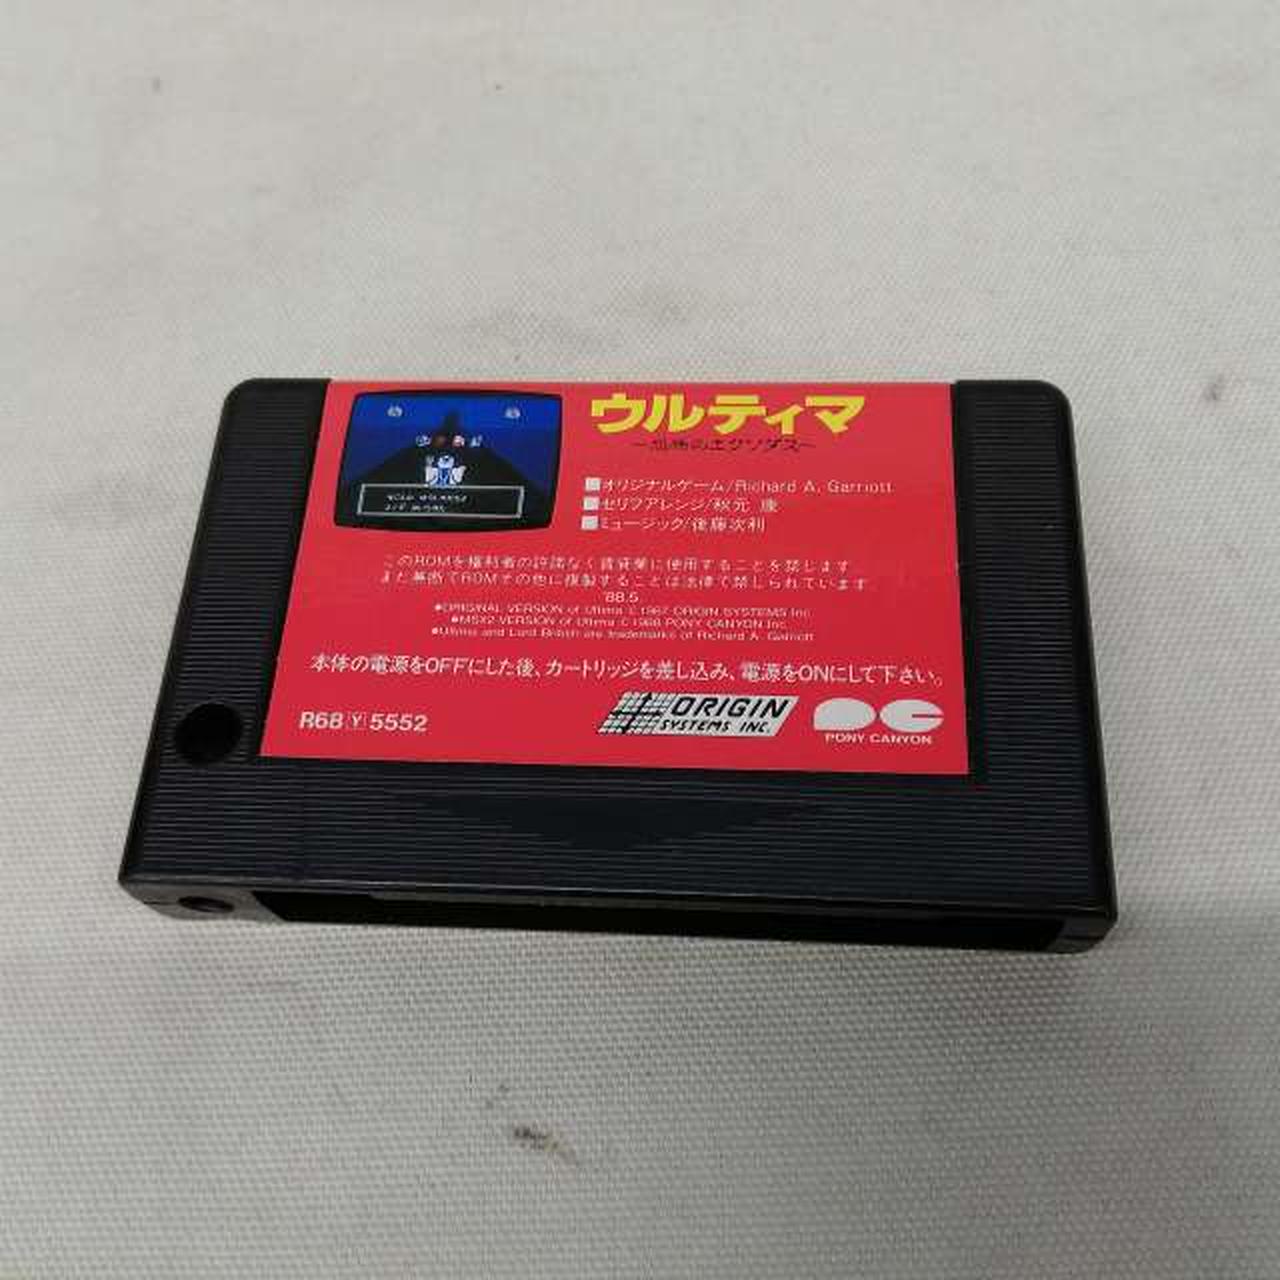 ウルティマ
〜恐怖のエクソダス〜
■オリジナルゲーム/Richard A. Garriott
■セリフアレンジ/秋元 康
■ミュージック/後藤次利
このROMを権利者の許諾なく賃貸業に使用することを禁じます
また無断でROMその他に複製することは法律で禁じられています
'88.5
●ORIGINAL VERSION of Ultima © 1987 ORIGIN SYSTEMS Inc
●MSX2 VERSION of Ultima © 1988 PONY CANYON Inc.
●Ultima and Lord British are trademarks of Richard A. Garriott
本体の電源をOFFにした後、カートリッジを差し込み、電源をONにして下さい。
R68Y5552
ORIGIN
SYSTEMS INC.
PONY CANYON